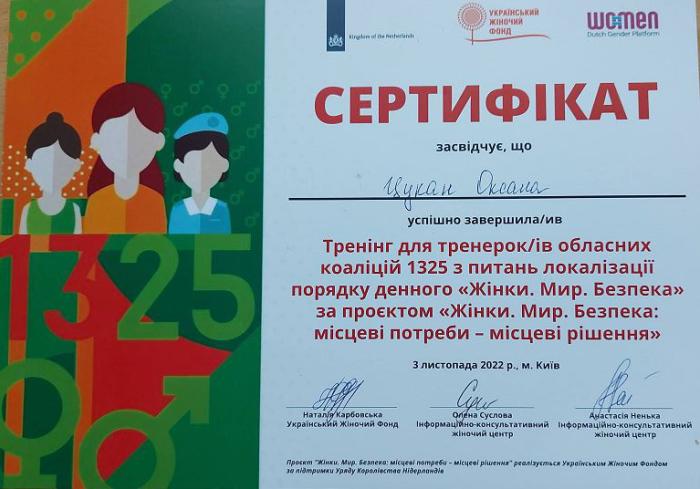 Kingdom of the Netherlands
УКРАЇНСЬКИЙ
ЖІНОЧИЙ
ФОНД
women
Dutch Gender Platform
СЕРТИФІКАТ
засвідчує, що
Цукан Оксана
успішно завершила/ив
Тренінг для тренерок/ів обласних
коаліцій 1325 з питань локалізації
порядку денного «Жінки. Мир. Безпека»
за проєктом «Жінки. Мир. Безпека:
місцеві потреби – місцеві рішення»
3 листопада 2022 р., м. Київ
Наталія Карбовська
Український Жіночий Фонд
Олена Суслова
Інформаційно-консультативний
жіночий центр
Анастасія Ненька
Інформаційно-консультативний
жіночий центр
Проєкт "Жінки. Мир. Безпека: місцеві потреби – місцеві рішення" реалізується Українським Жіночим Фондом
за підтримки Уряду Королівства Нідерландів
1325